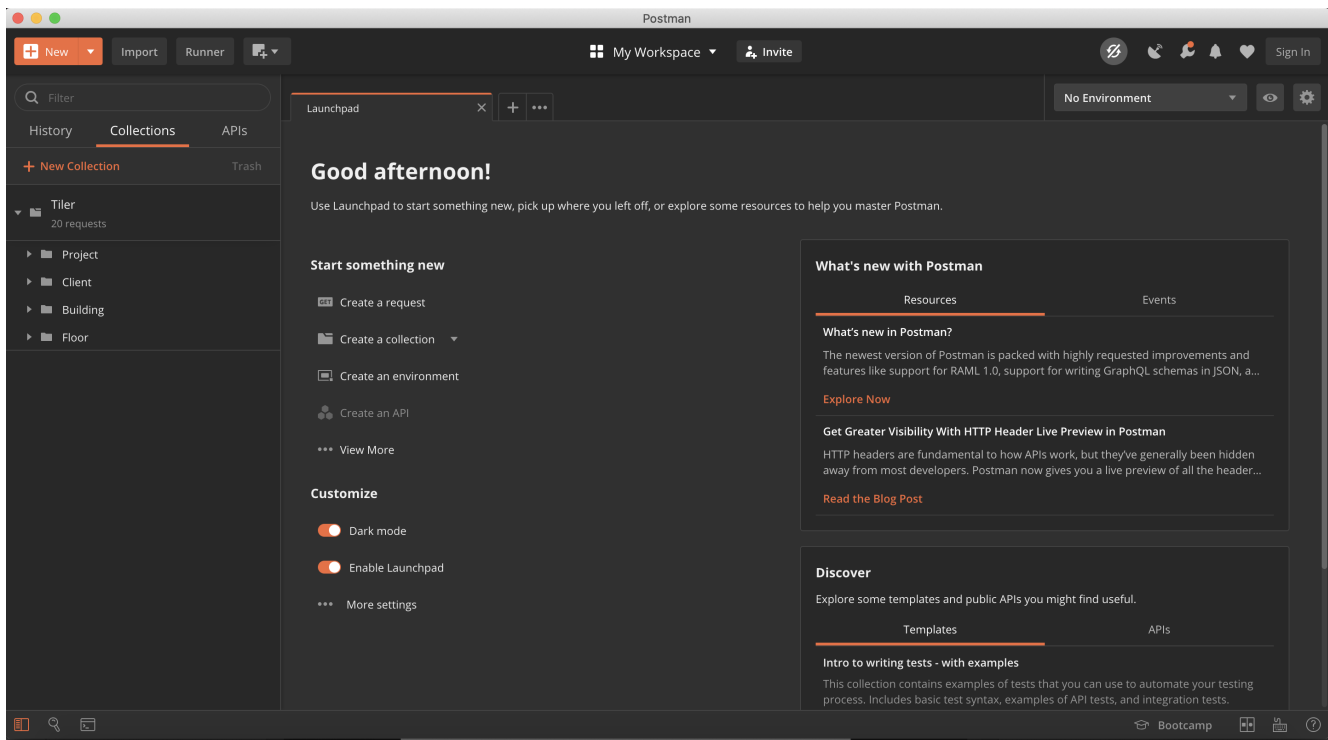 Postman
New
Import
Runner
My Workspace
Invite
Sign In
Filter
History Collections APIs
+ New Collection
Trash
Tiler
20 requests
Project
Client
Building
Floor
Launchpad
No Environment
Good afternoon!
Use Launchpad to start something new, pick up where you left off, or explore some resources to help you master Postman.
Start something new
GET Create a request
Create a collection
Create an environment
Create an API
View More
Customize
Dark mode
Enable Launchpad
More settings
What's new with Postman
Resources Events
What's new in Postman?
The newest version of Postman is packed with highly requested improvements and
features like support for RAML 1.0, support for writing GraphQL schemas in JSON, a...
Explore Now
Get Greater Visibility With HTTP Header Live Preview in Postman
HTTP headers are fundamental to how APIs work, but they've generally been hidden
away from most developers. Postman now gives you a live preview of all the header...
Read the Blog Post
Discover
Explore some templates and public APIs you might find useful.
Templates APIs
Intro to writing tests - with examples
This collection contains examples of tests that you can use to automate your testing
process. Includes basic test syntax, examples of API tests, and integration tests.
Bootcamp